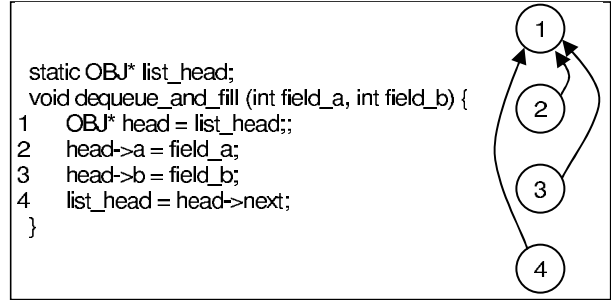 static OBJ* list_head;
void dequeue_and_fill (int field_a, int field_b) {
1 OBJ* head = list_head;;
2 head->a = field_a;
3 head->b = field_b;
4 list_head = head->next;
}
1
2
3
4